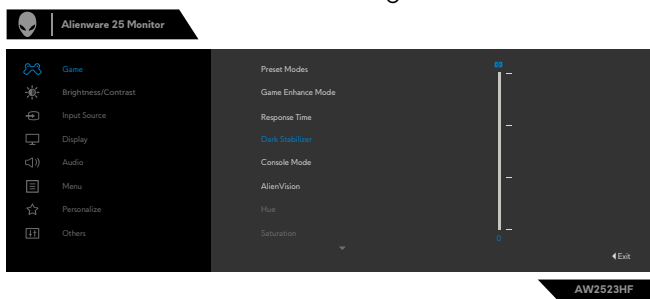 Alienware 25 Monitor
Game
Brightness/Contrast
Input Source
Display
Audio
Menu
Personalize
Others
Preset Modes
Game Enhance Mode
Response Time
Dark Stabilizer
Console Mode
AlienVision
Hue
Saturation
0
Exit
AW2523HF